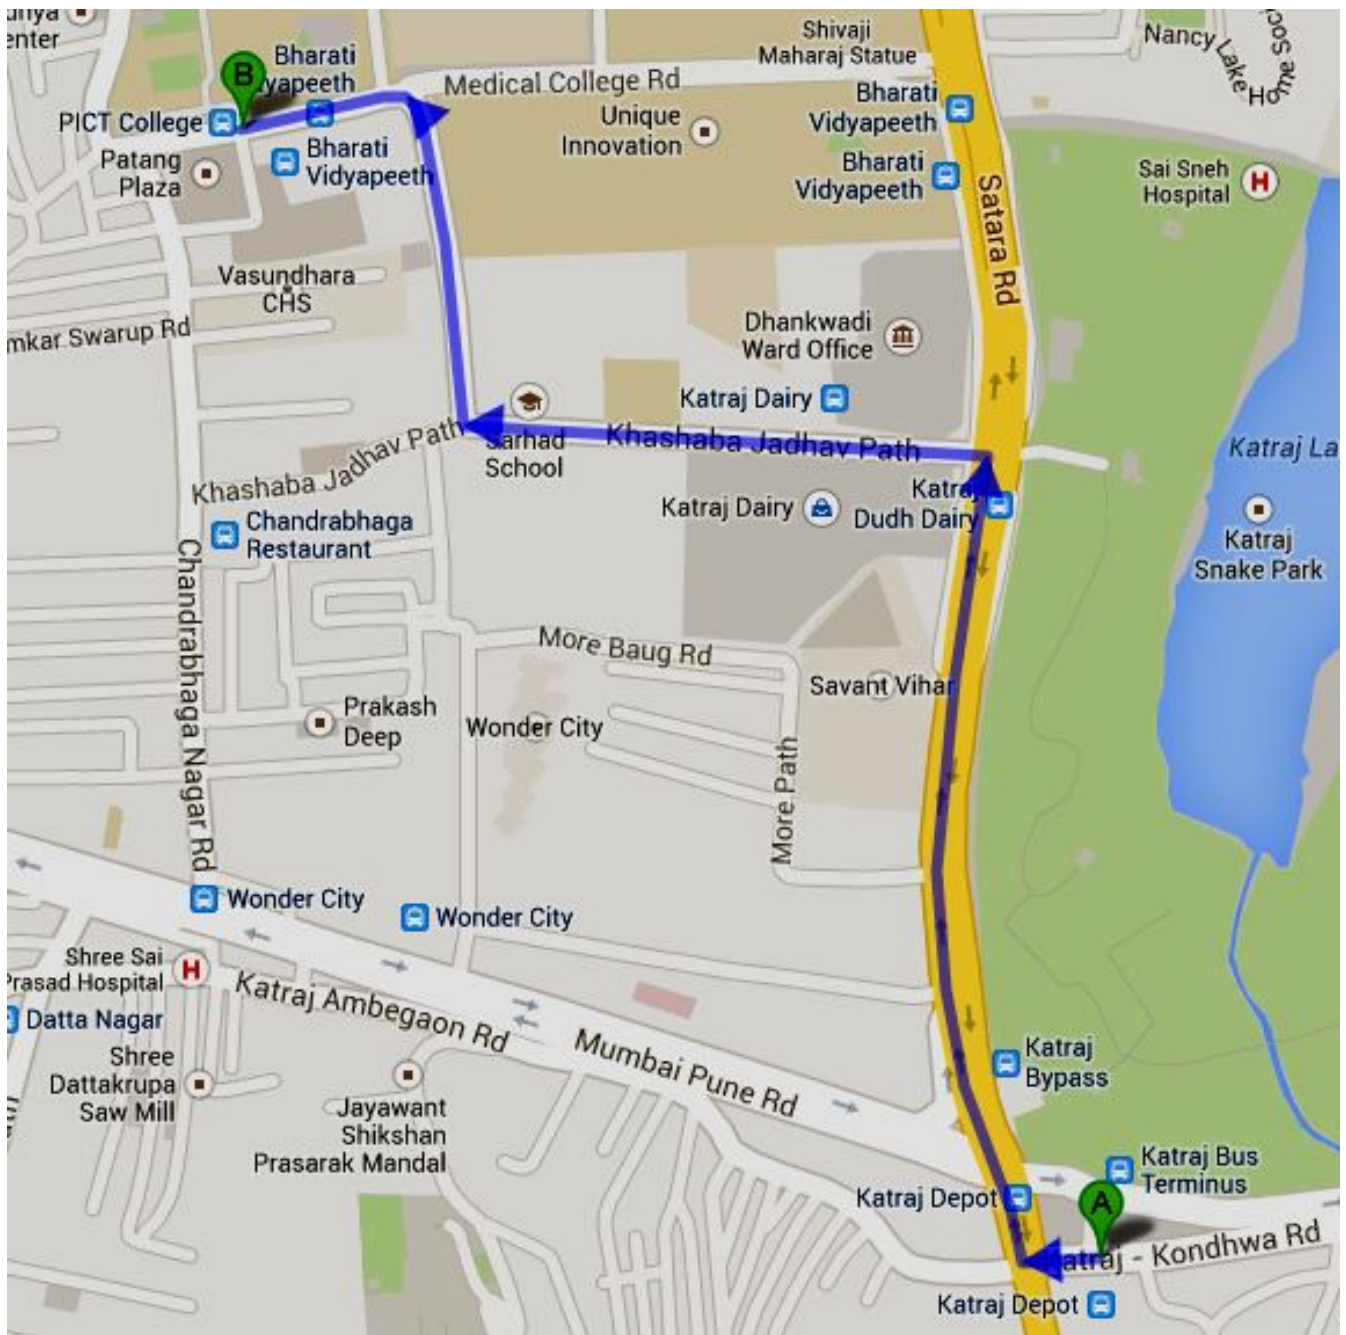 enter
Bharati
PICT College
Bharati
Vidyapeeth
Patang
Plaza
Medical College Rd
Shivaji
Maharaj Statue
Nancy Lake Ho
B
Unique
Innovation
Bharati
Vidyapeeth
Bharati
Vidyapeeth
Satara Rd
Sai Sneh
Hospital
H
Vasundhara
CHS
mkar Swarup Rd
Dhankwadi
Ward Office
Katraj Dairy
Khashaba Jadhav Path
Sarhad
School
Khashaba Jadhav Path
Katraj La
Katraj Dairy
Katraj
Dudh Dairy
Katraj
Snake Park
Chandrabhaga
Restaurant
Chandrabhaga Nagar Rd
More Baug Rd
Savant Vihar
Prakash
Deep
Wonder City
More Path
Wonder City
Wonder City
Shree Sai
Prasad Hospital
H
Katraj Ambegaon Rd
Datta Nagar
Mumbai Pune Rd
Katraj
Bypass
Shree
Dattakrupa
Saw Mill
Jayawant
Shikshan
Prasarak Mandal
Katraj Bus
Terminus
Katraj Depot
A
Katraj - Kondhwa Rd
Katraj Depot